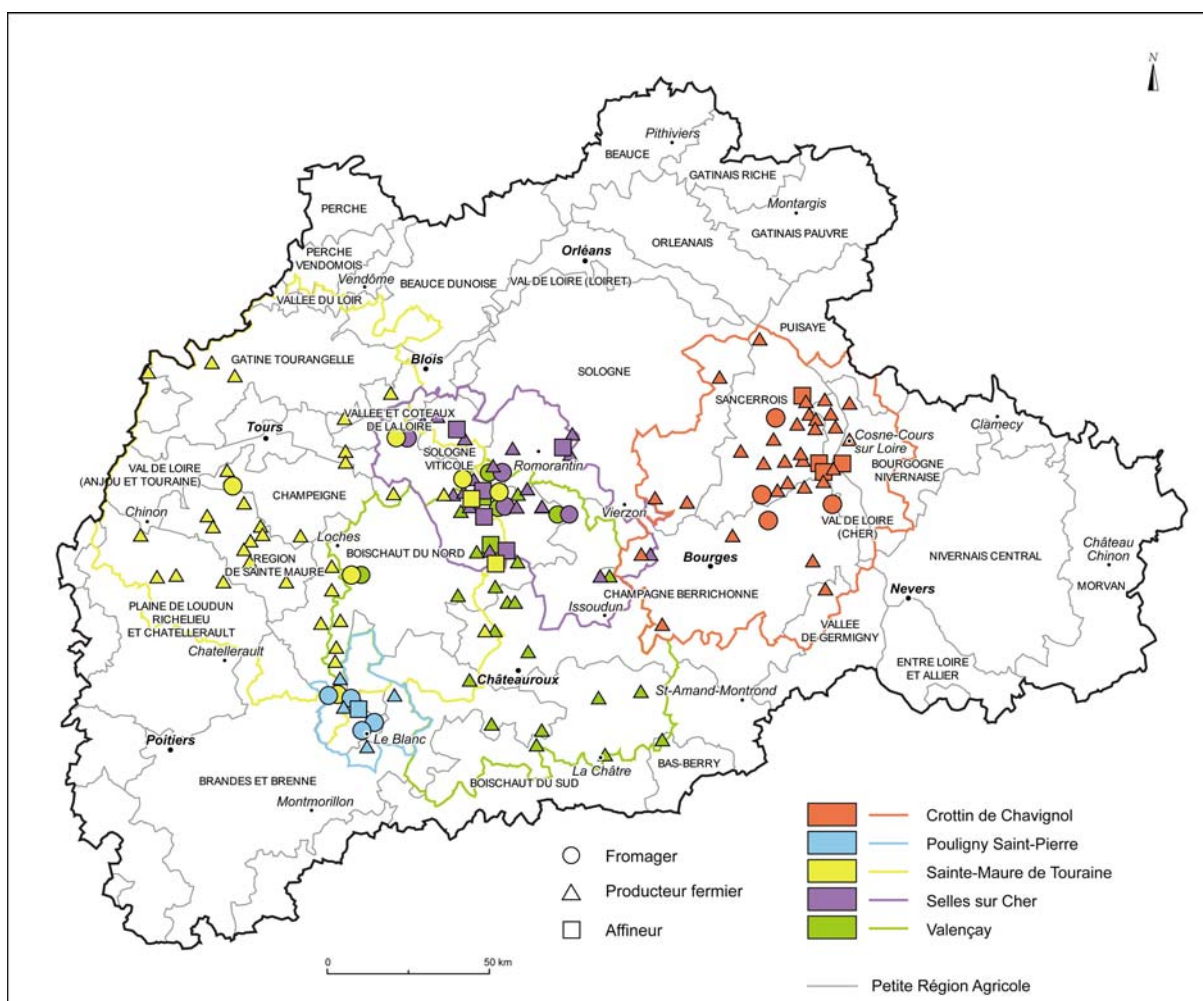 N
Pithiviers
BEAUCE
GATINAIS RICHE
Montargis
GATINAIS PAUVRE
PERCHE
ORLEANAIS
PERCHE
VENDOMOIS
Vendôme
Orléans
BEAUCE DUNOISE
VAL DE LOIRE (LOIRET)
VALLEE DU LOIR
PUISAYE
GATINE TOURANGELLE
Blois
SOLOGNE
SANCERROIS
VALLEE ET COTEAUX
DE LA LOIRE
Clamecy
Tours
Cosne-Cours
sur Loire
SOLOGNE
VITICOLE
Romorantin
BOURGOGNE
NIVERNAISE
VAL DE LOIRE
(ANJOU ET TOURAINE)
CHAMPEIGNE
Vierzon
Chinon
VAL DE LOIRE
(CHER)
Loches
BOISCHAUT DU NORD
Bourges
NIVERNAIS CENTRAL
Château
Chinon
REGION
DE SAINTE MAURE
MORVAN
CHAMPAGNE BERRICHONNE
Nevers
PLAINE DE LOUDUN
RICHELIEU
ET CHATELLERAULT
Issoudun
VALLEE
DE GERMIGNY
Chatellerault
Châteauroux
ENTRE LOIRE
ET ALLIER
St-Amand-Montrond
Poitiers
Le Blanc
La Châtre
BAS-BERRY
BRANDES ET BRENNE
BOISCHAUT DU SUD
Montmorillon
Fromager
Producteur fermier
Affineur
0 50 km
Crottin de Chavignol
Pouligny Saint-Pierre
Sainte-Maure de Touraine
Selles sur Cher
Valençay
Petite Région Agricole